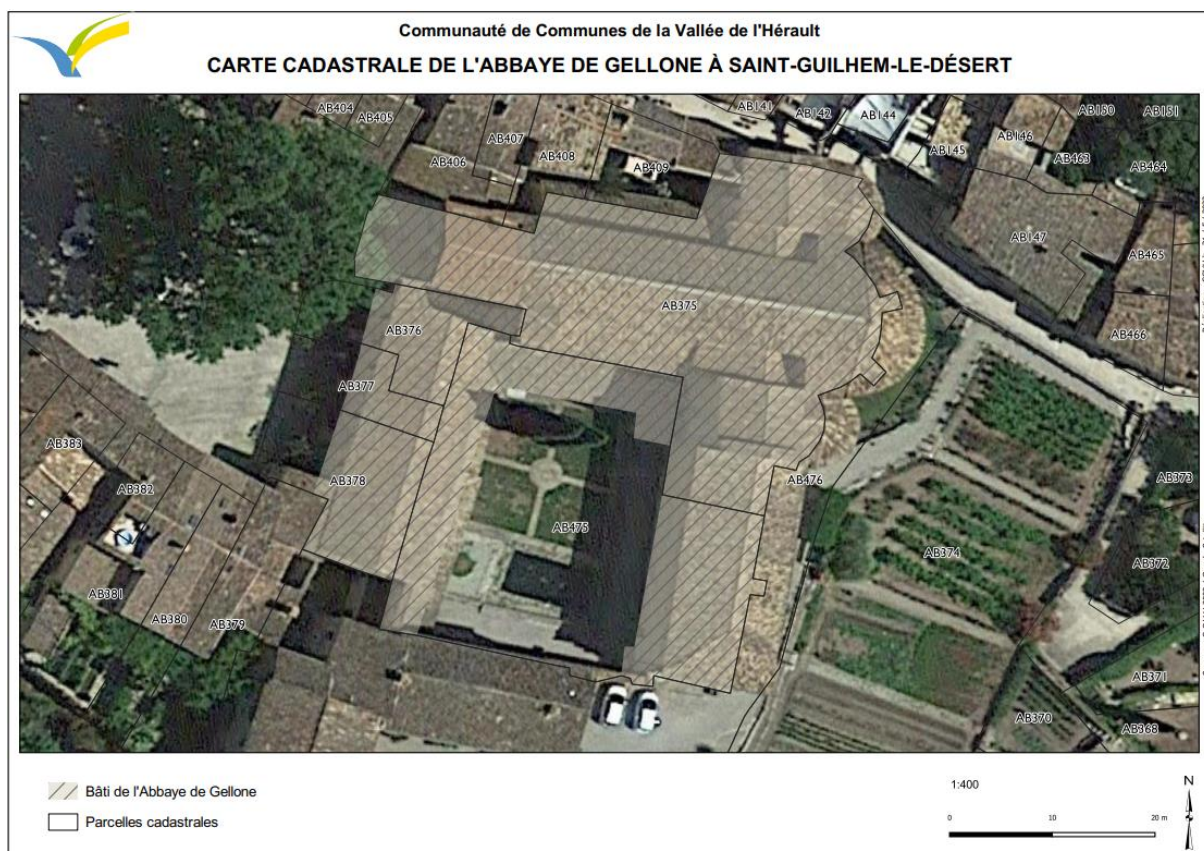 Communauté de Communes de la Vallée de l'Hérault
CARTE CADASTRALE DE L'ABBAYE DE GELLONE À SAINT-GUILHEM-LE-DÉSERT
AB404
AB405
AB406
AB407
AB408
AB409
AB141
AB142
AB144
AB145
AB146
AB150
AB151
AB463
AB464
AB147
AB465
AB466
AB375
AB376
AB377
AB378
AB383
AB382
AB381
AB380
AB379
AB475
AB476
AB374
AB373
AB372
AB371
AB370
AB368
Bâti de l'Abbaye de Gellone
Parcelles cadastrales
1:400
0 10 20 m
N